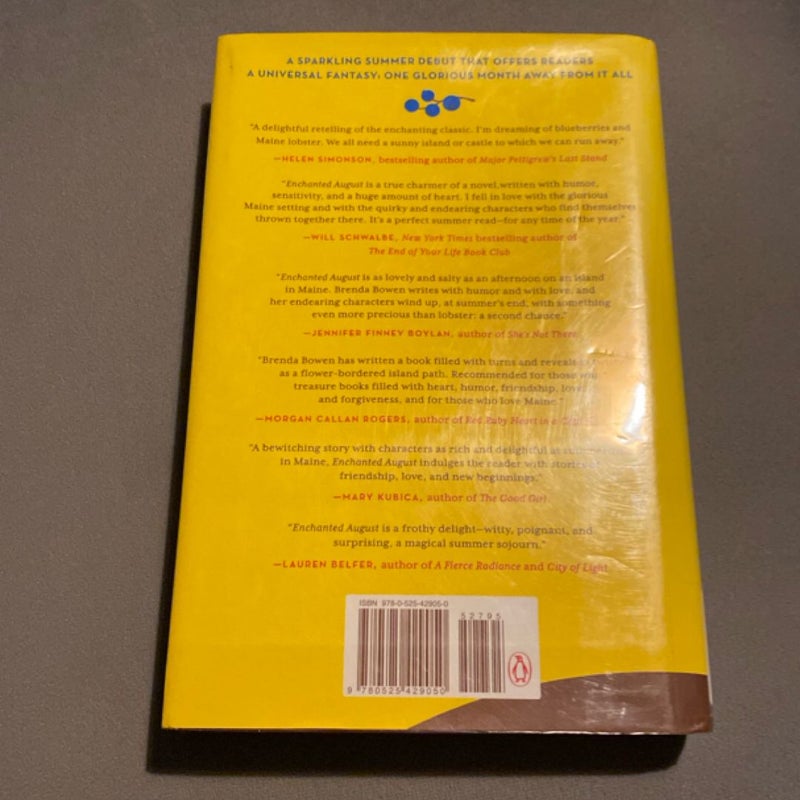 A SPARKLING SUMMER DEBUT THAT OFFERS READERS
A UNIVERSAL FANTASY: ONE GLORIOUS MONTH AWAY FROM IT ALL
"A delightful retelling of the enchanting classic. I'm dreaming of blueberries and
Maine lobster. We all need a sunny island or castle to which we can run away."
—HELEN SIMONSON, bestselling author of Major Pettigrew's Last Stand
"Enchanted August is a true charmer of a novel, written with humor,
sensitivity, and a huge amount of heart. I fell in love with the glorious
Maine setting and with the quirky and endearing characters who find themselves
thrown together there. It's a perfect summer read—for any time of the year."
—WILL SCHWALBE, New York Times bestselling author of
The End of Your Life Book Club
"Enchanted August is as lovely and salty as an afternoon on an island
in Maine. Brenda Bowen writes with humor and with love, and
her endearing characters wind up, at summer's end, with something
even more precious than lobster: a second chance."
—JENNIFER FINNEY BOYLAN, author of She's Not There
"Brenda Bowen has written a book filled with turns and reveals
as a flower-bordered island path. Recommended for those who
treasure books filled with heart, humor, friendship, love,
and forgiveness, and for those who love Maine."
—MORGAN CALLAN ROGERS, author of Red Ruby Heart in a
"A bewitching story with characters as rich and delightful as
in Maine, Enchanted August indulges the reader with stories of
friendship, love, and new beginnings."
—MARY KUBICA, author of The Good Girl
"Enchanted August is a frothy delight—witty, poignant, and
surprising, a magical summer sojourn."
—LAUREN BELFER, author of A Fierce Radiance and City of Light
ISBN 978-0-525-42905-0
52795
9 780525 429050